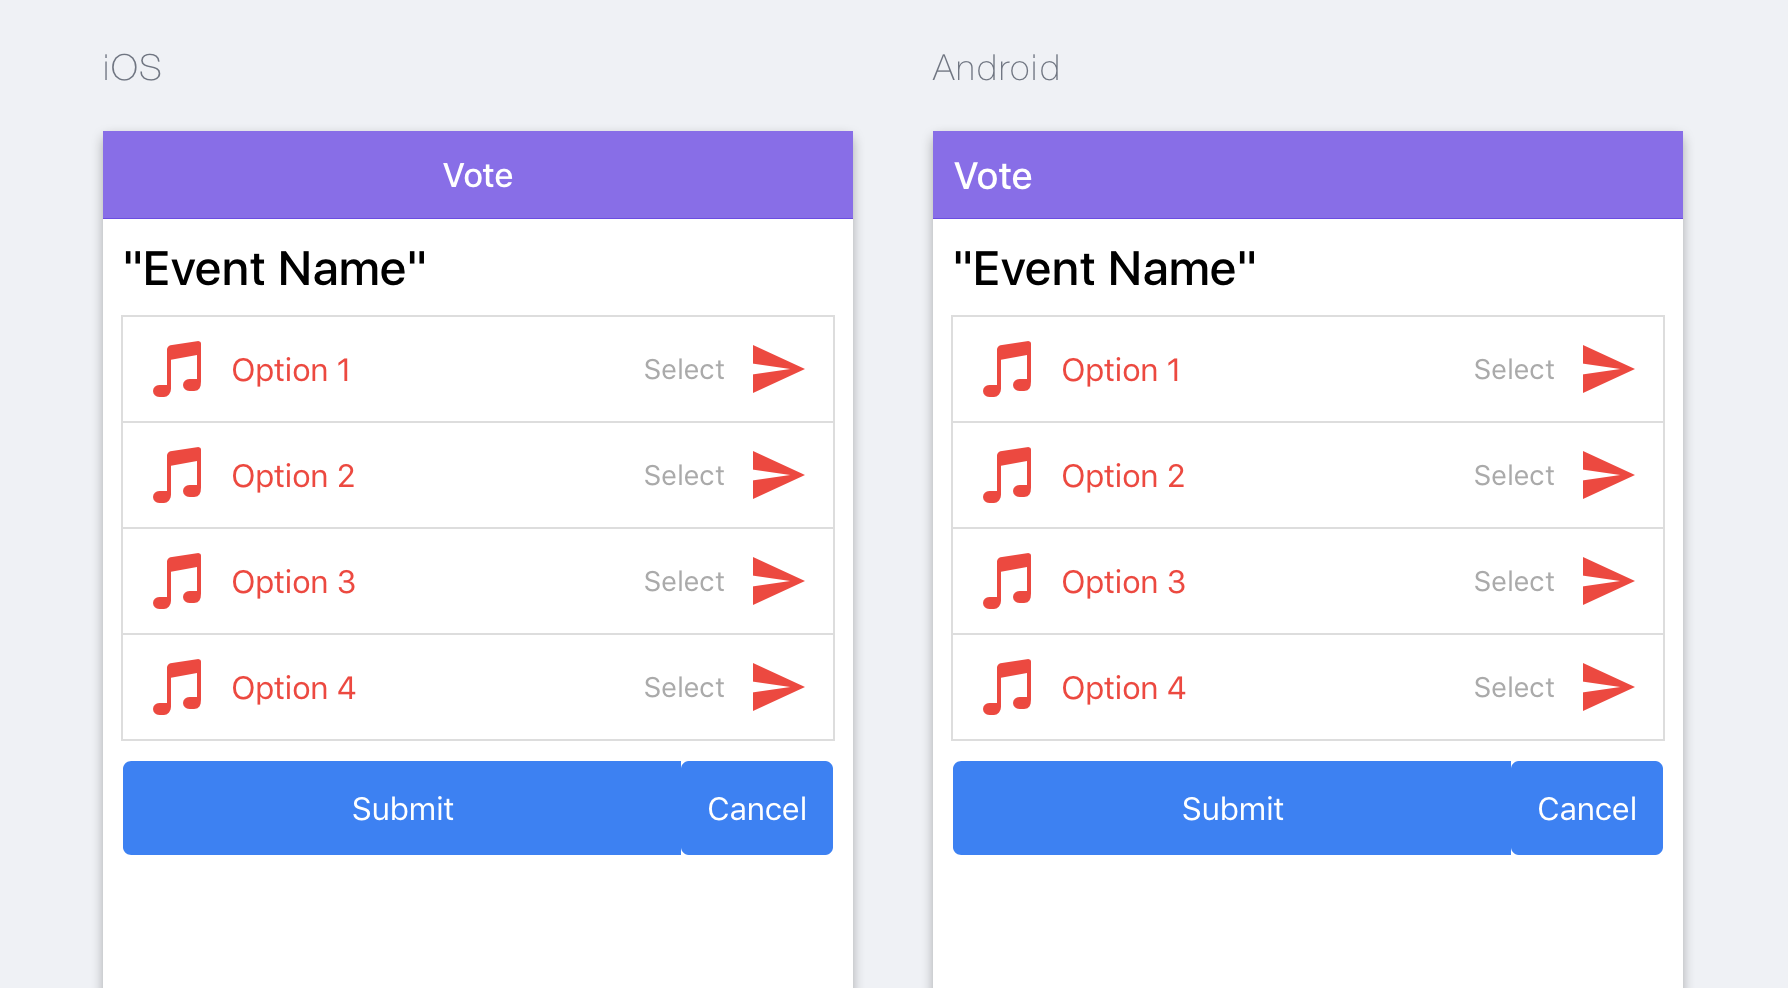 iOS
Vote
"Event Name"
Option 1 Select
Option 2 Select
Option 3 Select
Option 4 Select
Submit Cancel
Android
Vote
"Event Name"
Option 1 Select
Option 2 Select
Option 3 Select
Option 4 Select
Submit Cancel